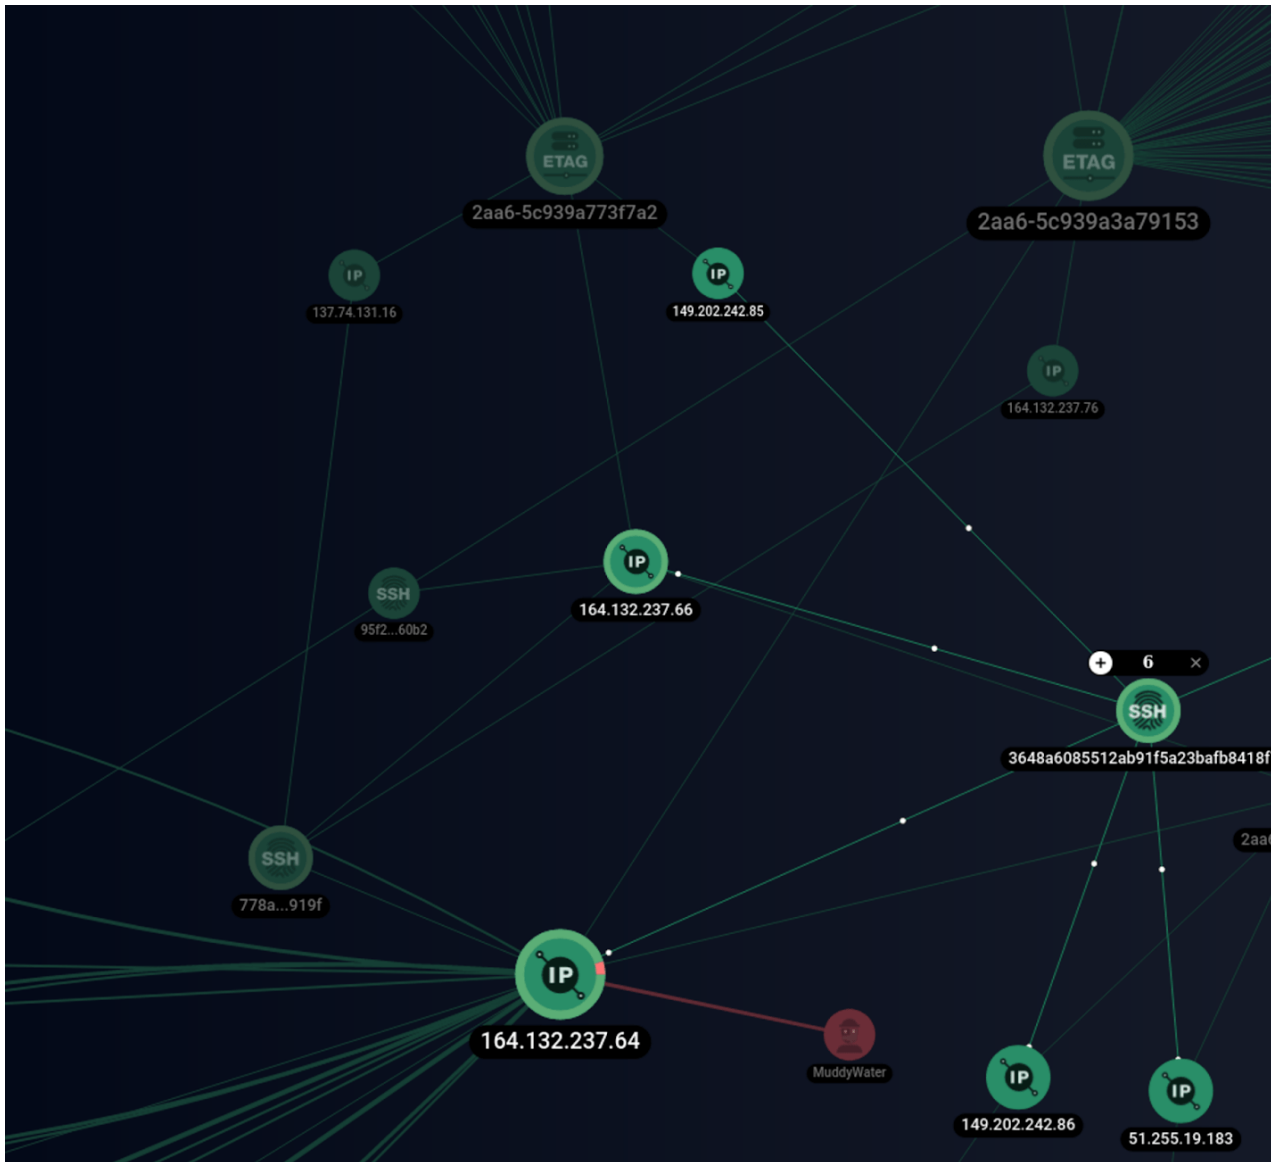 ETAG
2aa6-5c939a773f7a2
ETAG
2aa6-5c939a3a79153
IP
137.74.131.16
IP
149.202.242.85
IP
164.132.237.76
IP
164.132.237.66
SSH
95f2...60b2
6
SSH
3648a6085512ab91f5a23bafb8418f
2aa
SSH
778a...919f
IP
164.132.237.64
MuddyWater
IP
149.202.242.86
IP
51.255.19.183